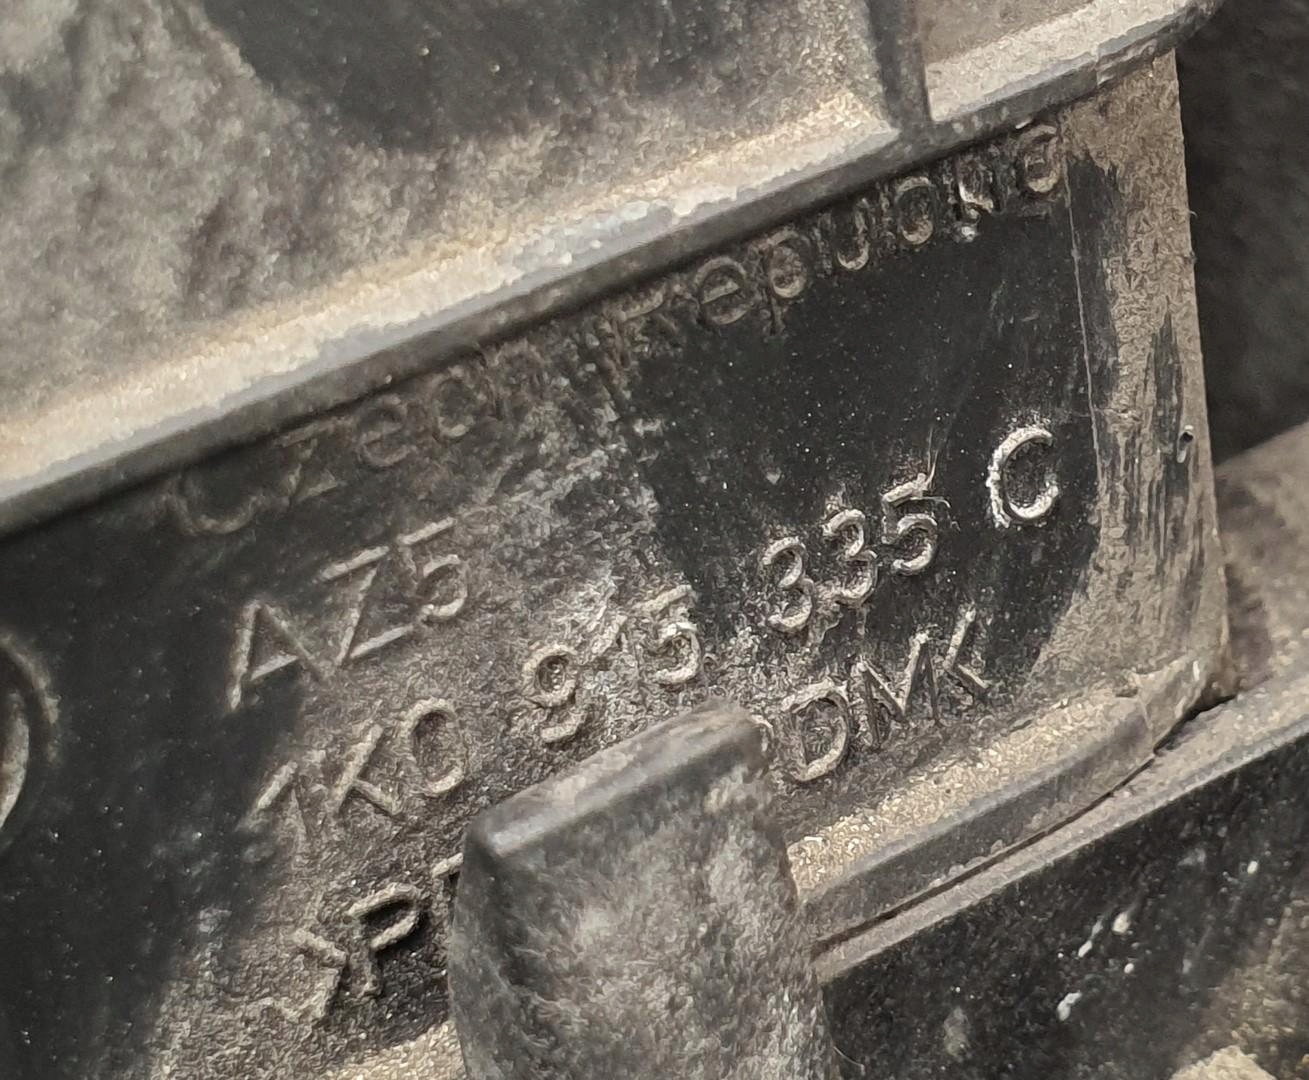 Czech Republic
AZ5
1K0 915 335 C
DMK
>P